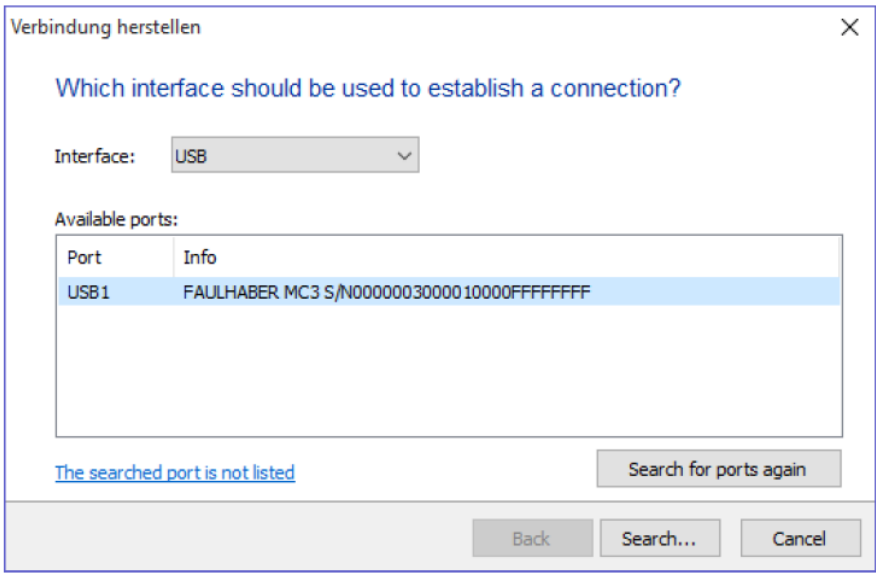 Verbindung herstellen
Which interface should be used to establish a connection?
Interface: USB
Available ports:
Port Info
USB1 FAULHABER MC3 S/N0000003000010000FFFFFFFF
The searched port is not listed
Search for ports again
Back Search... Cancel